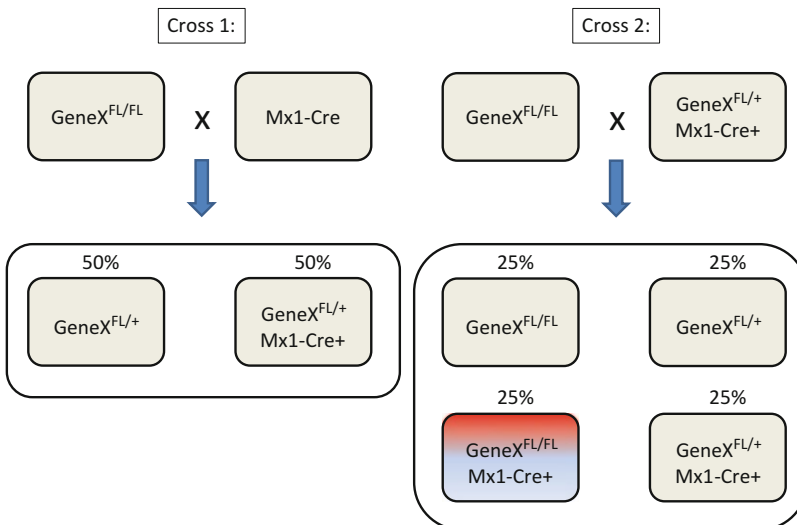 Cross 1:
GeneX^FL/FL
X
Mx1-Cre
50%
50%
GeneX^FL/+
GeneX^FL/+
Mx1-Cre+
Cross 2:
GeneX^FL/FL
X
GeneX^FL/+
Mx1-Cre+
25%
25%
GeneX^FL/FL
GeneX^FL/+
25%
25%
GeneX^FL/FL
Mx1-Cre+
GeneX^FL/+
Mx1-Cre+